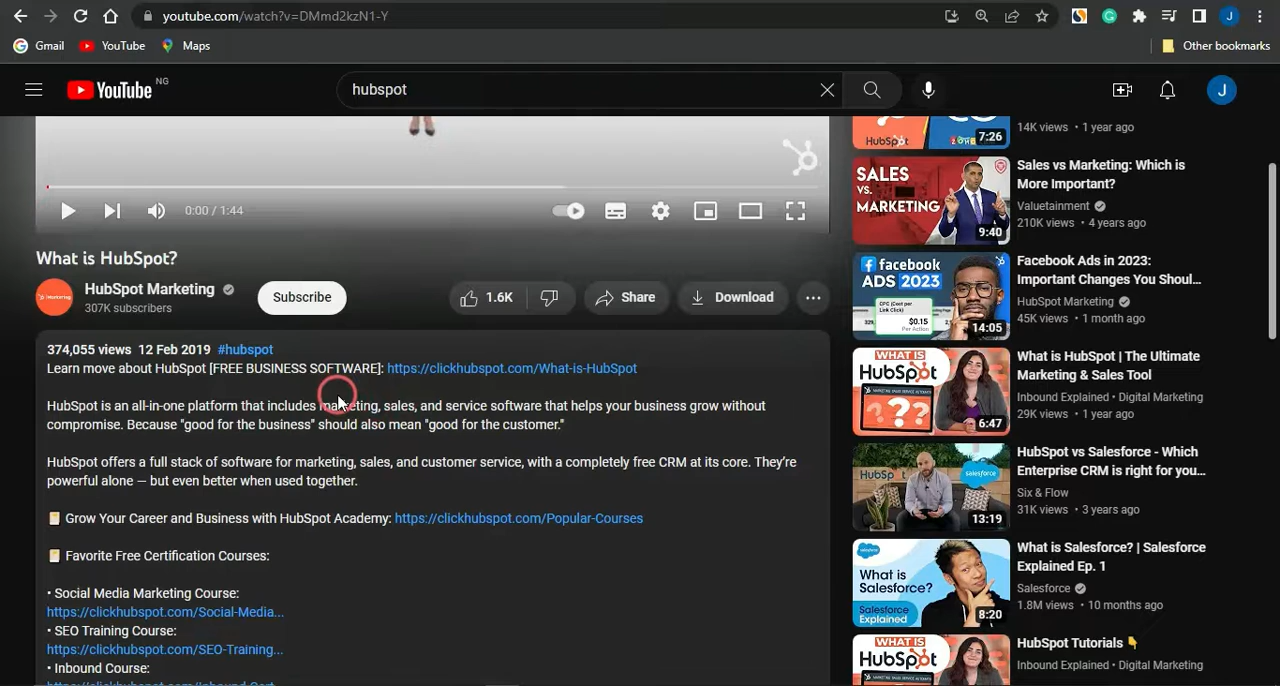 youtube.com/watch?v=DMmd2kzN1-Y
J
Gmail YouTube Maps Other bookmarks
YouTube NG
hubspot
J
0:00 / 1:44
What is HubSpot?
HubSpot Marketing
307K subscribers
Subscribe
1.6K
Share
Download
374,055 views 12 Feb 2019 #hubspot
Learn move about HubSpot [FREE BUSINESS SOFTWARE]: https://clickhubspot.com/What-is-HubSpot
HubSpot is an all-in-one platform that includes marketing, sales, and service software that helps your business grow without
compromise. Because "good for the business" should also mean "good for the customer."
HubSpot offers a full stack of software for marketing, sales, and customer service, with a completely free CRM at its core. They're
powerful alone — but even better when used together.
Grow Your Career and Business with HubSpot Academy: https://clickhubspot.com/Popular-Courses
Favorite Free Certification Courses:
• Social Media Marketing Course:
https://clickhubspot.com/Social-Media...
• SEO Training Course:
https://clickhubspot.com/SEO-Training...
• Inbound Course:
https://clickhubspot.com/Inbound-Cert...
HubSpot
7:26
14K views • 1 year ago
SALES
VS.
MARKETING
9:40
Sales vs Marketing: Which is
More Important?
Valuetainment
210K views • 4 years ago
facebook
ADS 2023
CPC (Cost per
Link Click)
$0.15
Per Action
14:05
Facebook Ads in 2023:
Important Changes You Shoul...
HubSpot Marketing
45K views • 1 month ago
WHAT IS
HubSpot
???
6:47
What is HubSpot | The Ultimate
Marketing & Sales Tool
Inbound Explained • Digital Marketing
29K views • 1 year ago
HubSpot
salesforce
13:19
HubSpot vs Salesforce - Which
Enterprise CRM is right for you...
Six & Flow
31K views • 3 years ago
salesforce
What is
Salesforce?
Salesforce
Explained
8:20
What is Salesforce? | Salesforce
Explained Ep. 1
Salesforce
1.8M views • 10 months ago
WHAT IS
HubSpot
HubSpot Tutorials 👇
Inbound Explained • Digital Marketing